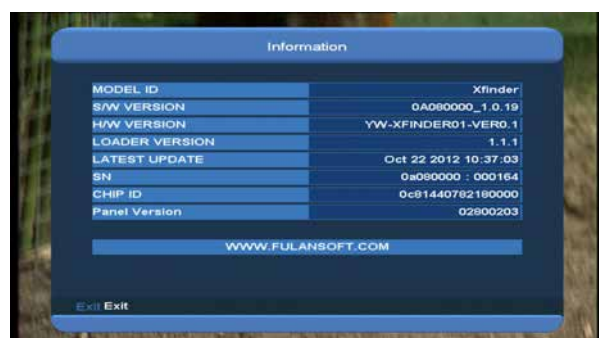 Information
MODEL ID Xfinder
S/W VERSION 0A080000_1.0.19
H/W VERSION YW-XFINDER01-VER0.1
LOADER VERSION 1.1.1
LATEST UPDATE Oct 22 2012 10:37:03
SN 0a080000 : 000164
CHIP ID 0c81440782180000
Panel Version 02800203
WWW.FULANSOFT.COM
Exit Exit